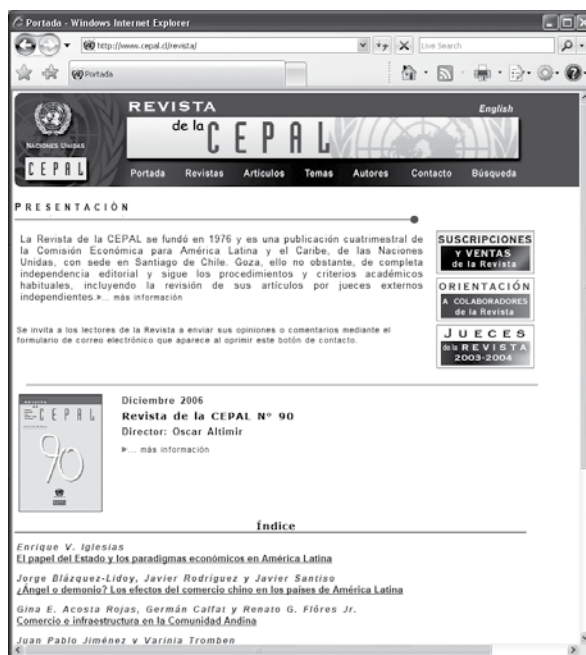 Portada - Windows Internet Explorer
http://www.cepal.cl/revista/
Live Search
Portada
REVISTA
English
de la CEPAL
NACIONES UNIDAS
CEPAL
Portada Revistas Artículos Temas Autores Contacto Búsqueda
PRESENTACIÓN
La Revista de la CEPAL se fundó en 1976 y es una publicación cuatrimestral de
la Comisión Económica para América Latina y el Caribe, de las Naciones
Unidas, con sede en Santiago de Chile. Goza, ello no obstante, de completa
independencia editorial y sigue los procedimientos y criterios académicos
habituales, incluyendo la revisión de sus artículos por jueces externos
independientes.►... más información
Se invita a los lectores de la Revista a enviar sus opiniones o comentarios mediante el
formulario de correo electrónico que aparece al oprimir este botón de contacto.
SUSCRIPCIONES
Y VENTAS
de la Revista
ORIENTACIÓN
A COLABORADORES
de la Revista
JUECES
de la REVISTA
2003-2004
CEPAL
90
Diciembre 2006
Revista de la CEPAL Nº 90
Director: Oscar Altimir
►... más información
Índice
Enrique V. Iglesias
El papel del Estado y los paradigmas económicos en América Latina
Jorge Blázquez-Lidoy, Javier Rodríguez y Javier Santiso
¿Ángel o demonio? Los efectos del comercio chino en los países de América Latina
Gina E. Acosta Rojas, Germán Calfat y Renato G. Flôres Jr.
Comercio e infraestructura en la Comunidad Andina
Juan Pablo Jiménez y Varinia Tromben